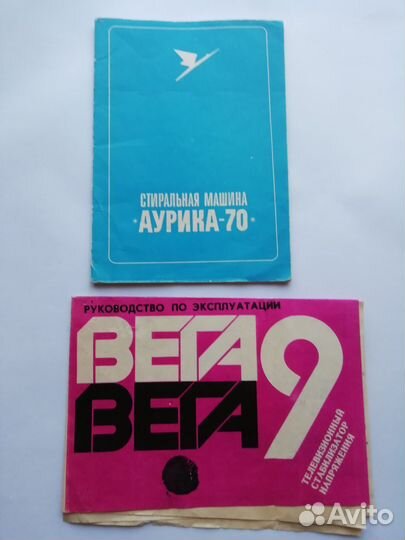 СТИРАЛЬНАЯ МАШИНА
* АУРИКА-70 *
РУКОВОДСТВО ПО ЭКСПЛУАТАЦИИ
ВЕГА 9
ВЕГА
ТЕЛЕВИЗИОННЫЙ
СТАБИЛИЗАТОР
НАПРЯЖЕНИЯ
Avito